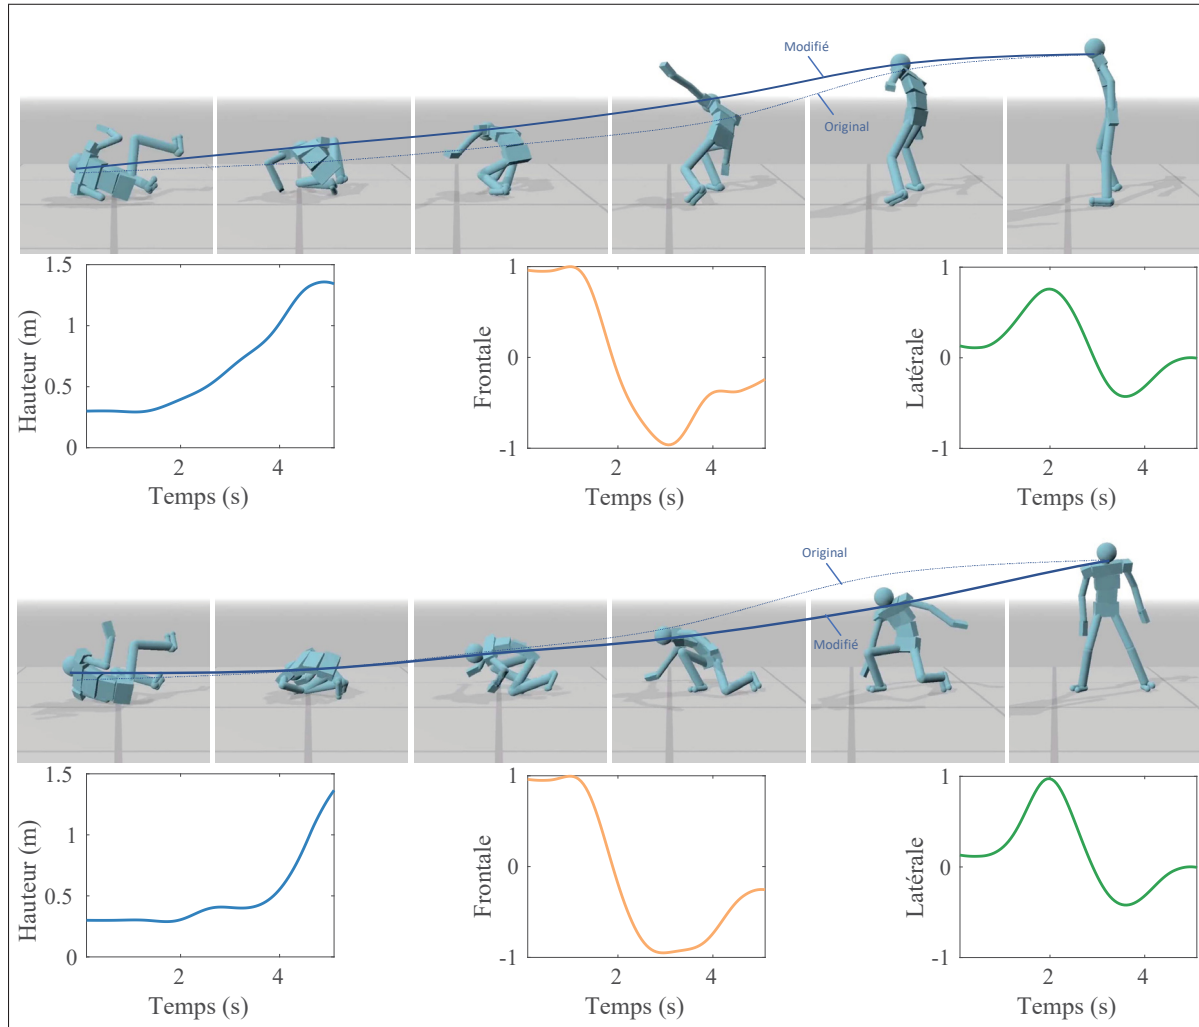 Modifié
Original
1.5
1
0.5
0
2
4
Hauteur (m)
Temps (s)
1
0
-1
2
4
Frontale
Temps (s)
1
0
-1
2
4
Latérale
Temps (s)
Original
Modifié
1.5
1
0.5
0
2
4
Hauteur (m)
Temps (s)
1
0
-1
2
4
Frontale
Temps (s)
1
0
-1
2
4
Latérale
Temps (s)